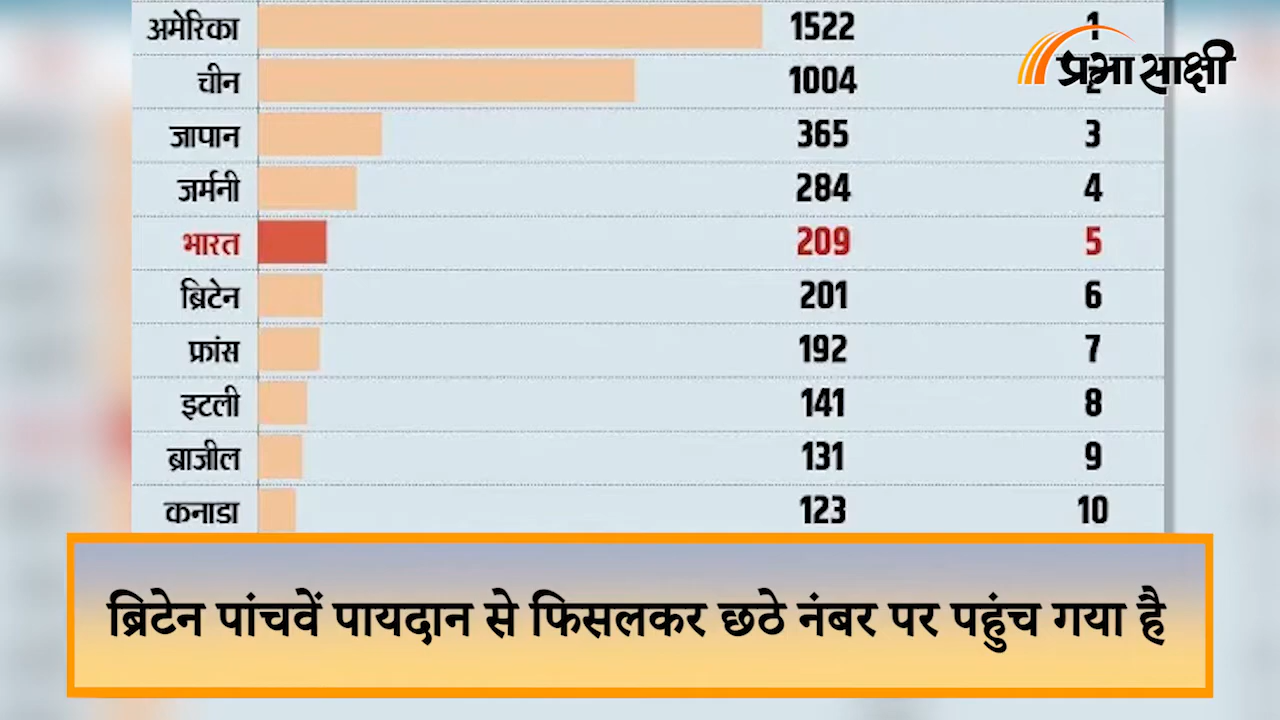 अमेरिका 1522 1
प्रभासाक्षी
चीन 1004 2
जापान 365 3
जर्मनी 284 4
भारत 209 5
ब्रिटेन 201 6
फ्रांस 192 7
इटली 141 8
ब्राजील 131 9
कनाडा 123 10
ब्रिटेन पांचवें पायदान से फिसलकर छठे नंबर पर पहुंच गया है